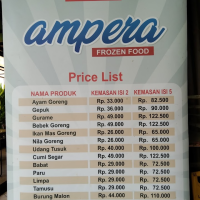 ampera
FROZEN FOOD
Price List
NAMA PRODUK KEMASAN ISI 2 KEMASAN ISI 5
Ayam Goreng Rp. 33.000 Rp. 82.500
Gepuk Rp. 36.000 Rp. 90.000
Gurame Rp. 49.000 Rp. 122.500
Bebek Goreng Rp. 49.000 Rp. 122.500
Ikan Mas Goreng Rp. 26.000 Rp. 65.000
Nila Goreng Rp. 26.000 Rp. 65.000
Udang Tusuk Rp. 40.000 Rp. 100.000
Cumi Segar Rp. 49.000 Rp. 122.500
Babat Rp. 29.000 Rp. 72.500
Paru Rp. 29.000 Rp. 72.500
Limpa Rp. 29.000 Rp. 72.500
Tamusu Rp. 29.000 Rp. 72.500
Burung Malon Rp. 44.000 Rp. 110.000